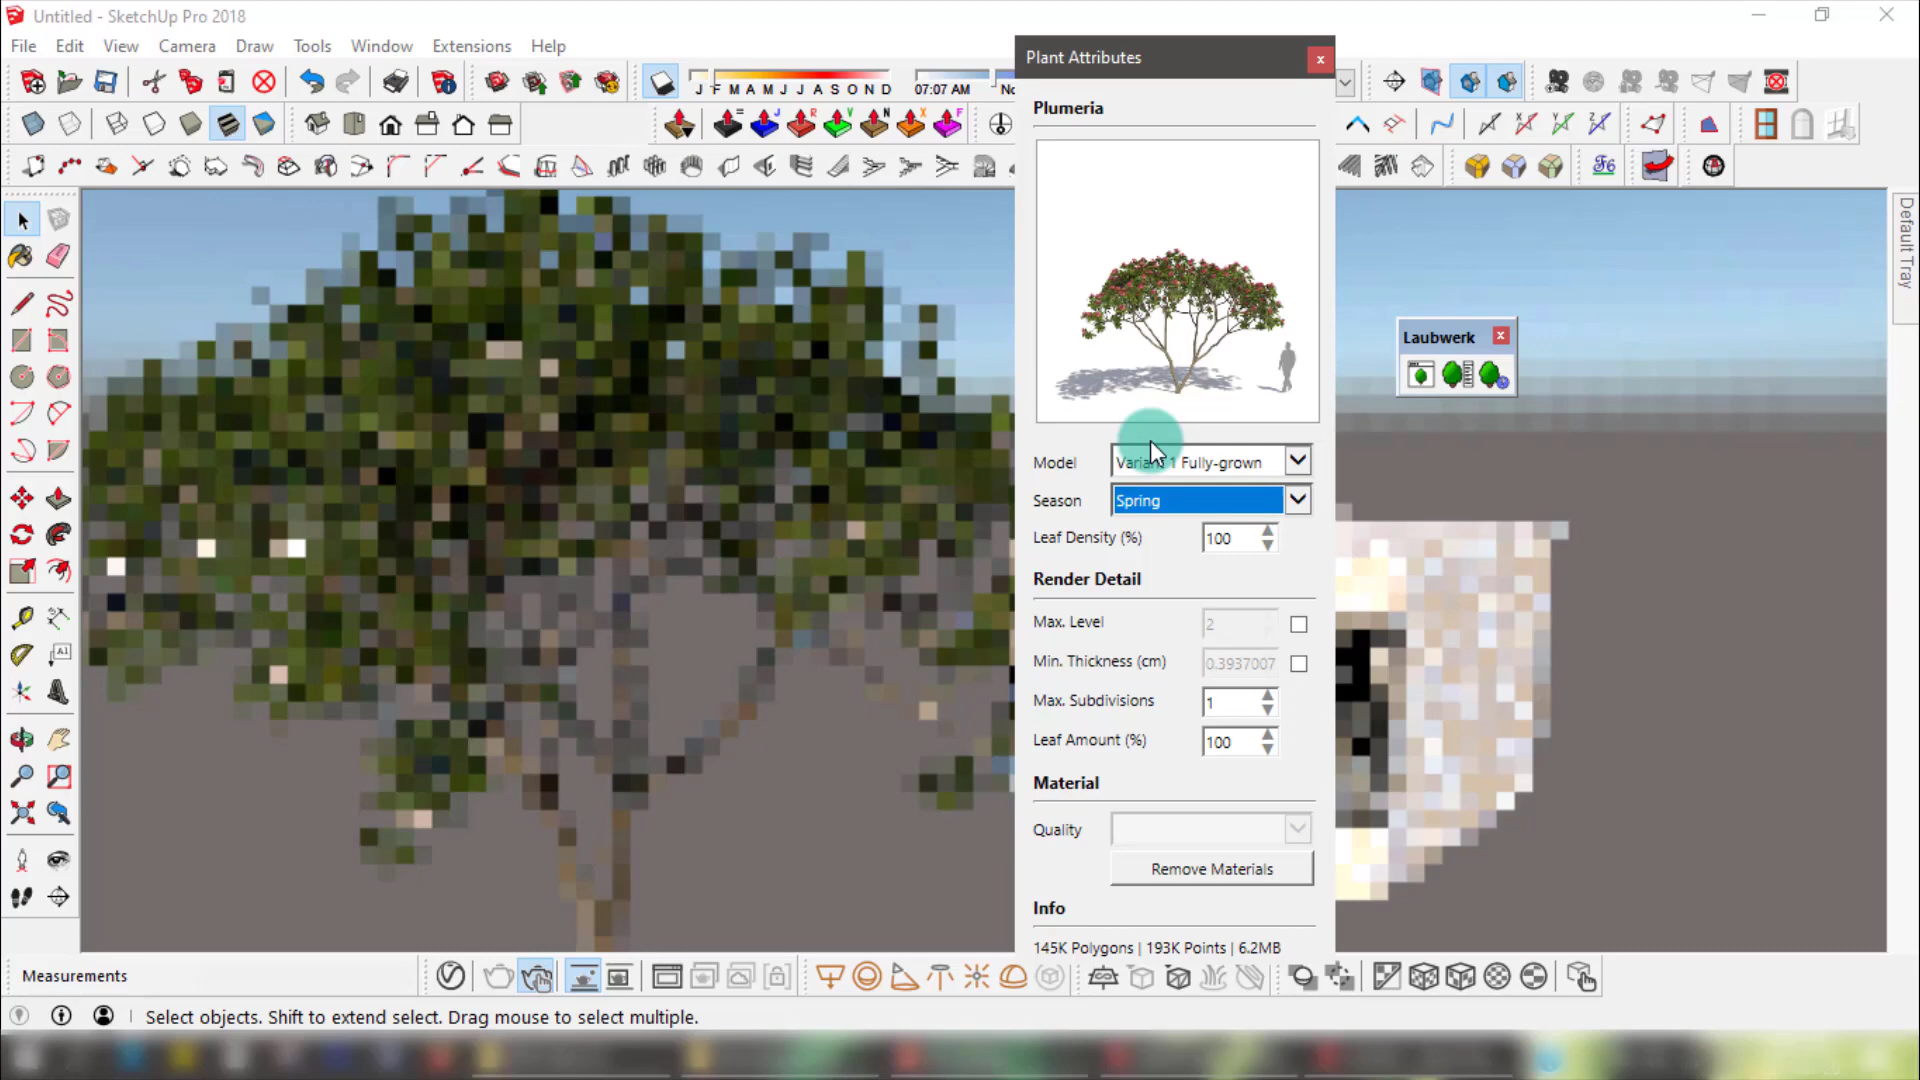 Untitled - SketchUp Pro 2018
File Edit View Camera Draw Tools Window Extensions Help
J F M A M J J A S O N D
07:07 AM
Plant Attributes
Plumeria
Model Variant 1 Fully-grown
Season Spring
Leaf Density (%) 100
Render Detail
Max. Level 2
Min. Thickness (cm) 0.3937007
Max. Subdivisions 1
Leaf Amount (%) 100
Material
Quality
Remove Materials
Info
145K Polygons | 193K Points | 6.2MB
Laubwerk
Default Tray
Measurements
Select objects. Shift to extend select. Drag mouse to select multiple.